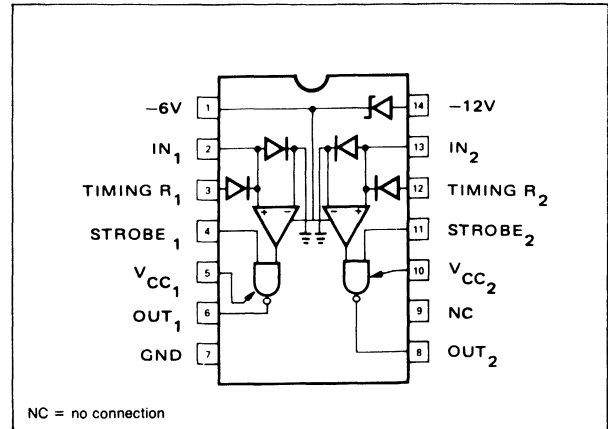 −6V 1 14 −12V
IN1 2 13 IN2
TIMING R1 3 12 TIMING R2
+ − − +
STROBE1 4 11 STROBE2
VCC1 5 10 VCC2
OUT1 6 9 NC
GND 7 8 OUT2
NC = no connection